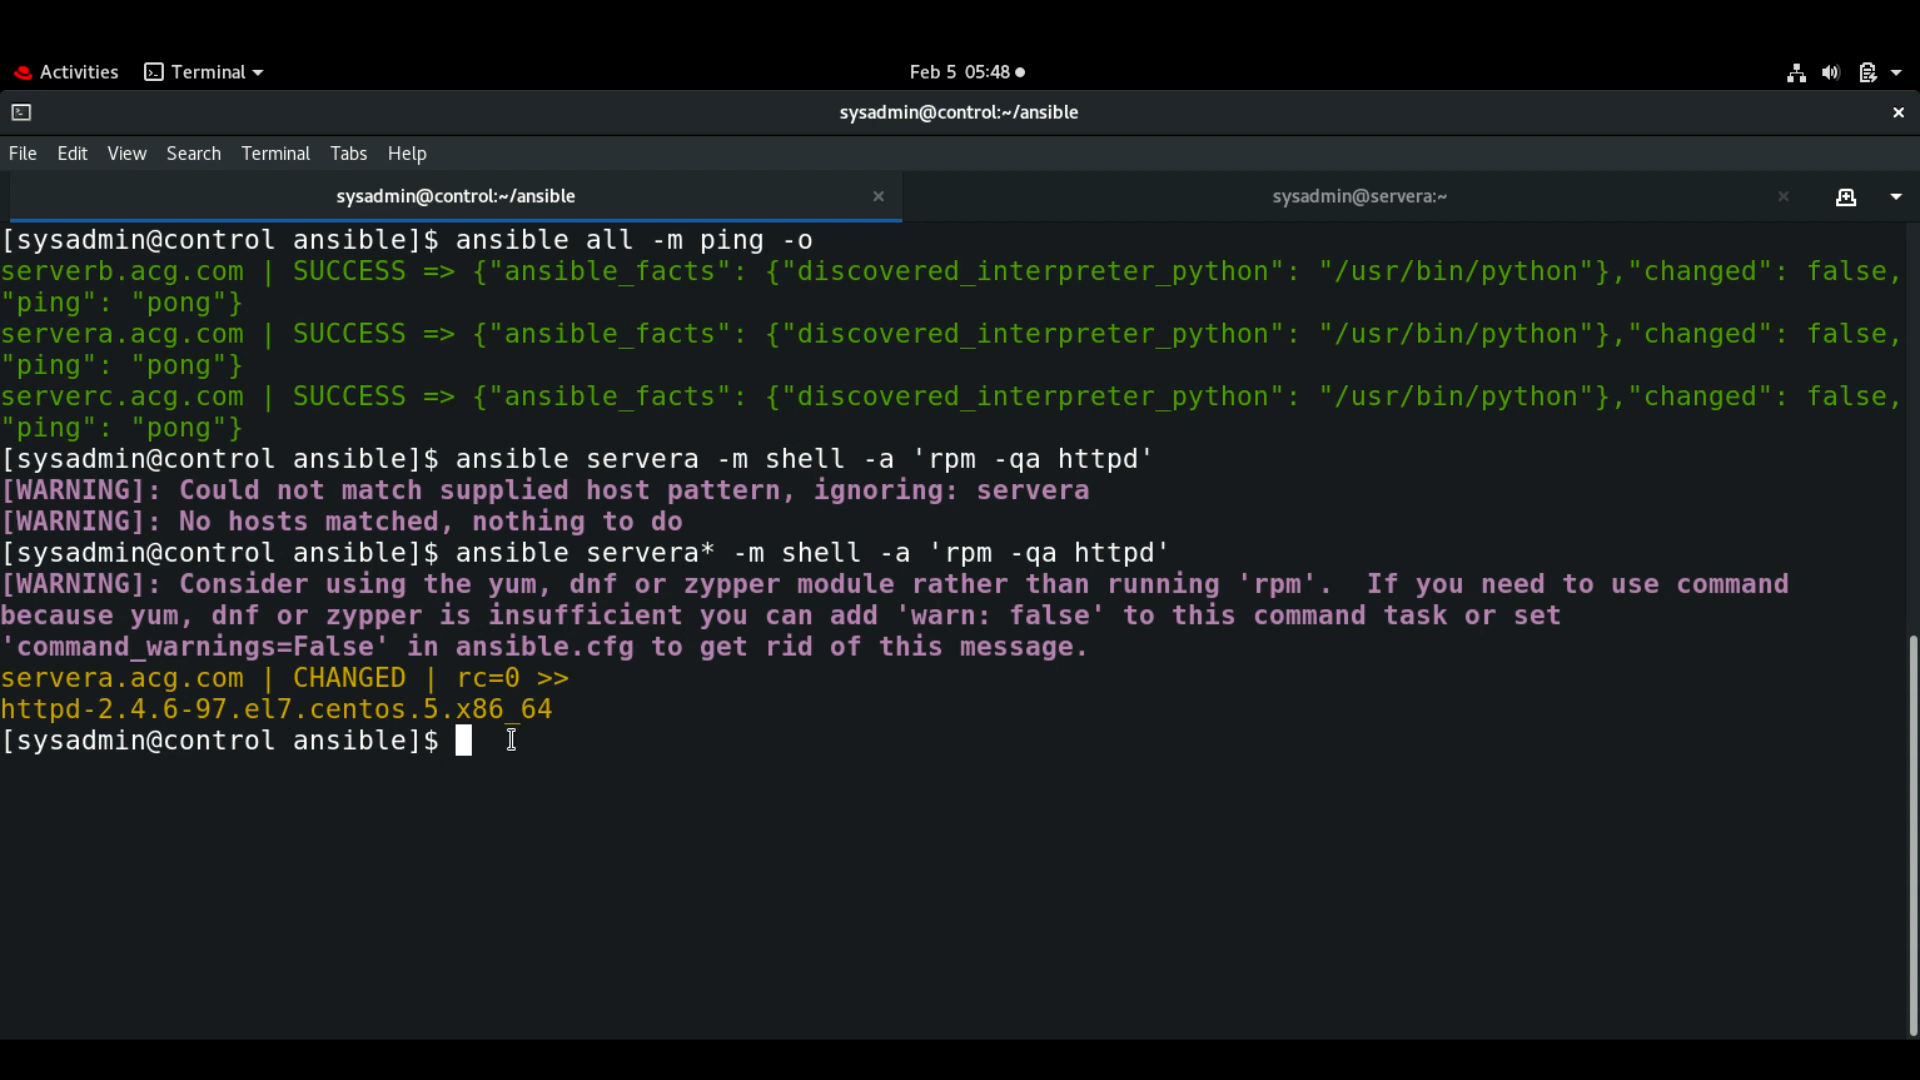 Activities Terminal Feb 5 05:48
sysadmin@control:~/ansible
File Edit View Search Terminal Tabs Help
sysadmin@control:~/ansible sysadmin@servera:~
[sysadmin@control ansible]$ ansible all -m ping -o
serverb.acg.com | SUCCESS => {"ansible_facts": {"discovered_interpreter_python": "/usr/bin/python"},"changed": false,
"ping": "pong"}
servera.acg.com | SUCCESS => {"ansible_facts": {"discovered_interpreter_python": "/usr/bin/python"},"changed": false,
"ping": "pong"}
serverc.acg.com | SUCCESS => {"ansible_facts": {"discovered_interpreter_python": "/usr/bin/python"},"changed": false,
"ping": "pong"}
[sysadmin@control ansible]$ ansible servera -m shell -a 'rpm -qa httpd'
[WARNING]: Could not match supplied host pattern, ignoring: servera
[WARNING]: No hosts matched, nothing to do
[sysadmin@control ansible]$ ansible servera* -m shell -a 'rpm -qa httpd'
[WARNING]: Consider using the yum, dnf or zypper module rather than running 'rpm'.  If you need to use command
because yum, dnf or zypper is insufficient you can add 'warn: false' to this command task or set
'command_warnings=False' in ansible.cfg to get rid of this message.
servera.acg.com | CHANGED | rc=0 >>
httpd-2.4.6-97.el7.centos.5.x86_64
[sysadmin@control ansible]$